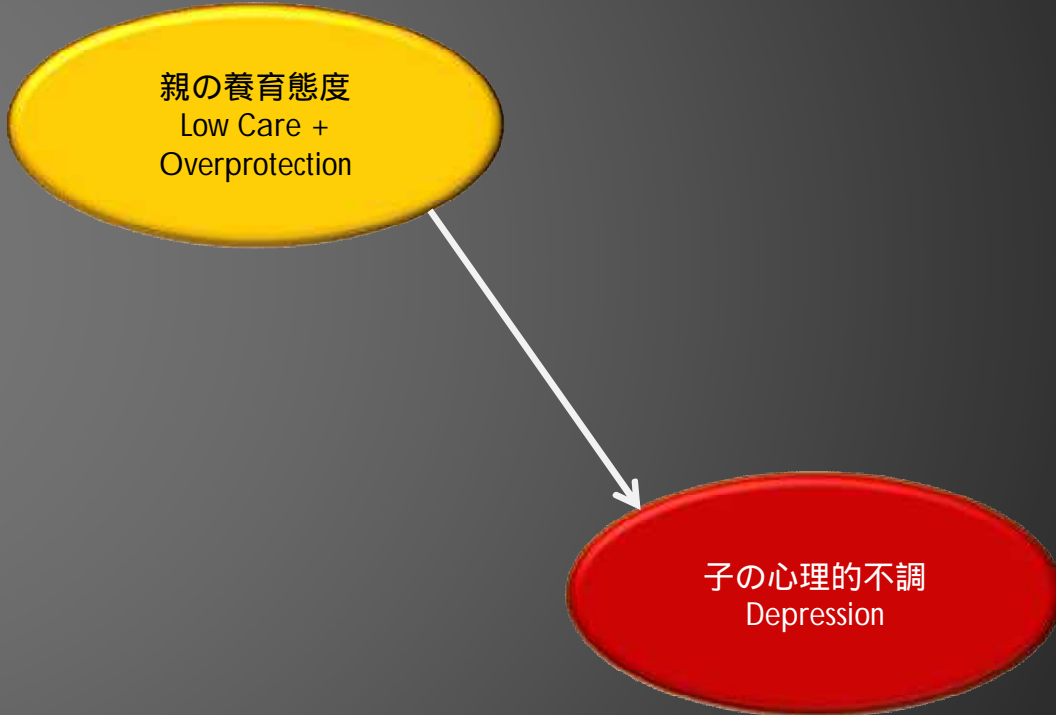 親の養育態度
Low Care +
Overprotection
子の心理的不調
Depression